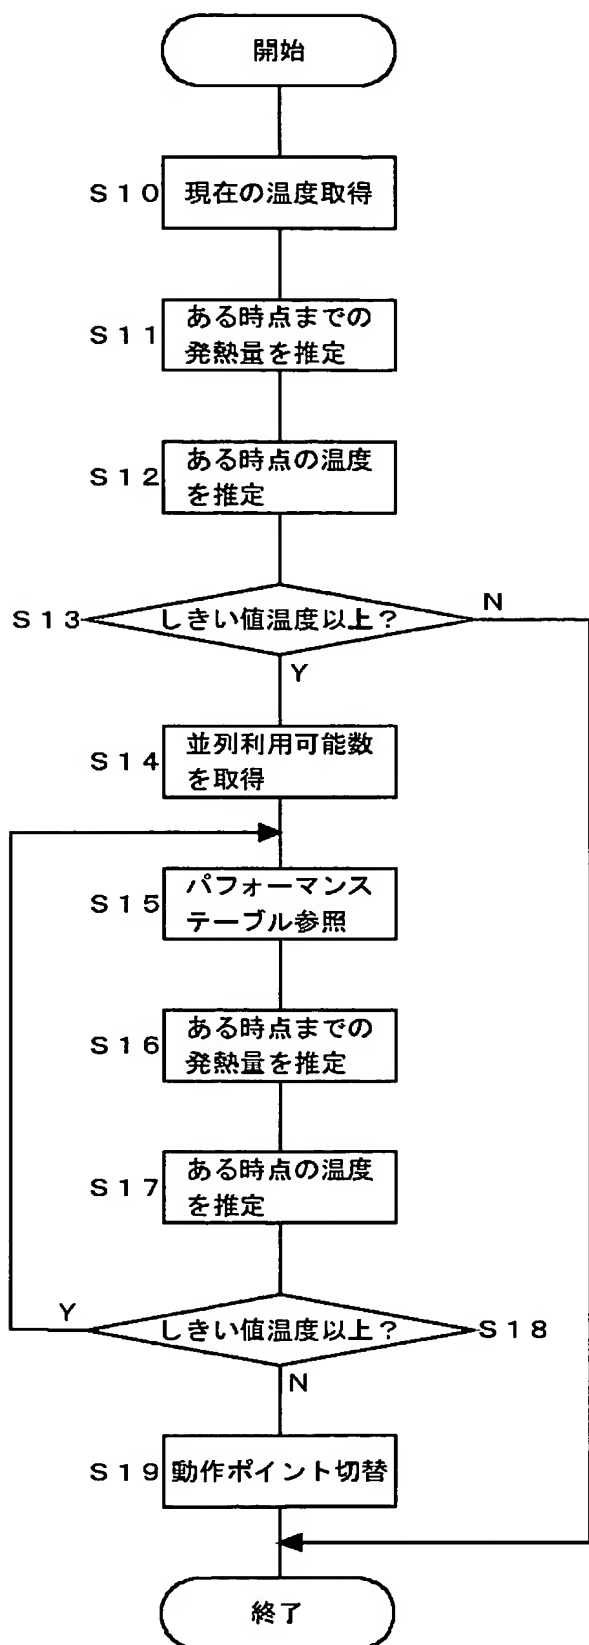 開始
S10 現在の温度取得
S11 ある時点までの
発熱量を推定
S12 ある時点の温度
を推定
S13 しきい値温度以上？ N
Y
S14 並列利用可能数
を取得
S15 パフォーマンス
テーブル参照
S16 ある時点までの
発熱量を推定
S17 ある時点の温度
を推定
Y しきい値温度以上？ S18
N
S19 動作ポイント切替
終了